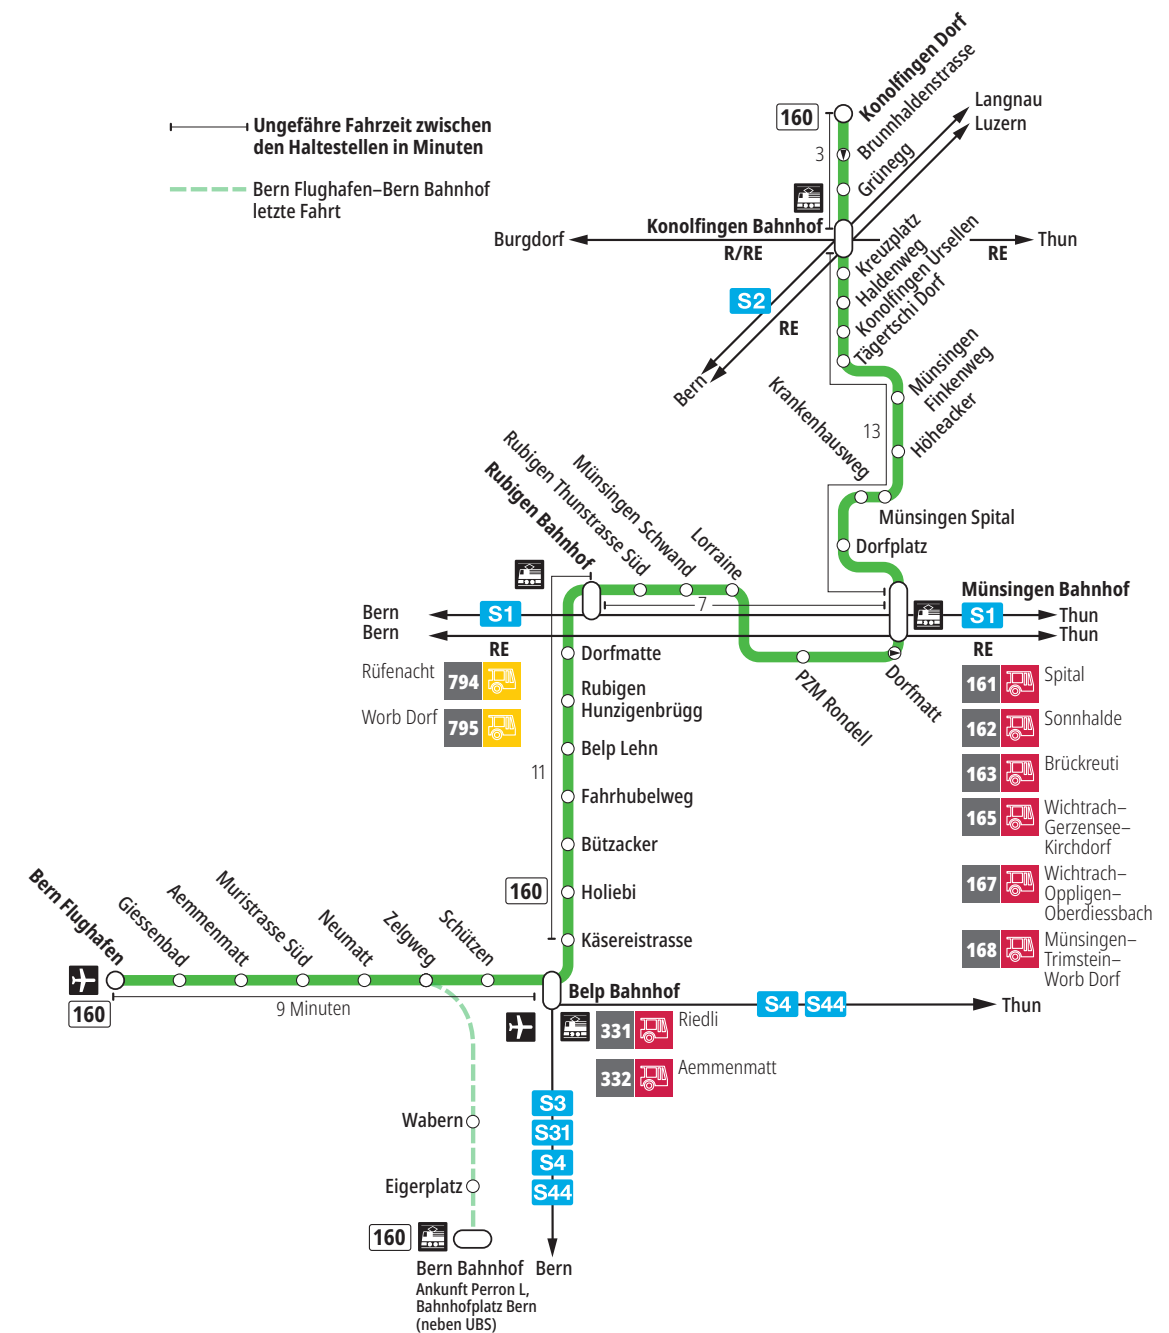 Ungefähre Fahrzeit zwischen
den Haltestellen in Minuten
Bern Flughafen–Bern Bahnhof
letzte Fahrt
160
Konolfingen Dorf
Brunnhaldenstrasse
3
Grünegg
Langnau
Luzern
Konolfingen Bahnhof
Burgdorf
R/RE
RE
Thun
S2
RE
Bern
Kreuzplatz
Haldenweg
Konolfingen Ursellen
Tägertschi Dorf
Münsingen
Finkenweg
Höheacker
13
Krankenhausweg
Münsingen Spital
Dorfplatz
Münsingen Bahnhof
Rubigen Bahnhof
Rubigen Thunstrasse Süd
Münsingen Schwand
Lorraine
7
Bern
S1
S1
Thun
Bern
Thun
RE
RE
PZM Rondell
Dorfmatt
Rüfenacht
794
Worb Dorf
795
161
Spital
162
Sonnhalde
163
Brückreuti
165
Wichtrach–
Gerzensee–
Kirchdorf
167
Wichtrach–
Oppligen–
Oberdiessbach
168
Münsingen–
Trimstein–
Worb Dorf
Dorfmatte
Rubigen
Hunzigenbrügg
Belp Lehn
11
Fahrhubelweg
Bützacker
160
Holiebi
Käsereistrasse
Bern Flughafen
Giessenbad
Aemmenmatt
Muristrasse Süd
Neumatt
Zelgweg
Schützen
160
9 Minuten
Belp Bahnhof
S4
S44
Thun
331
Riedli
332
Aemmenmatt
S3
S31
S4
S44
Bern
Wabern
Eigerplatz
160
Bern Bahnhof
Ankunft Perron L,
Bahnhofplatz Bern
(neben UBS)